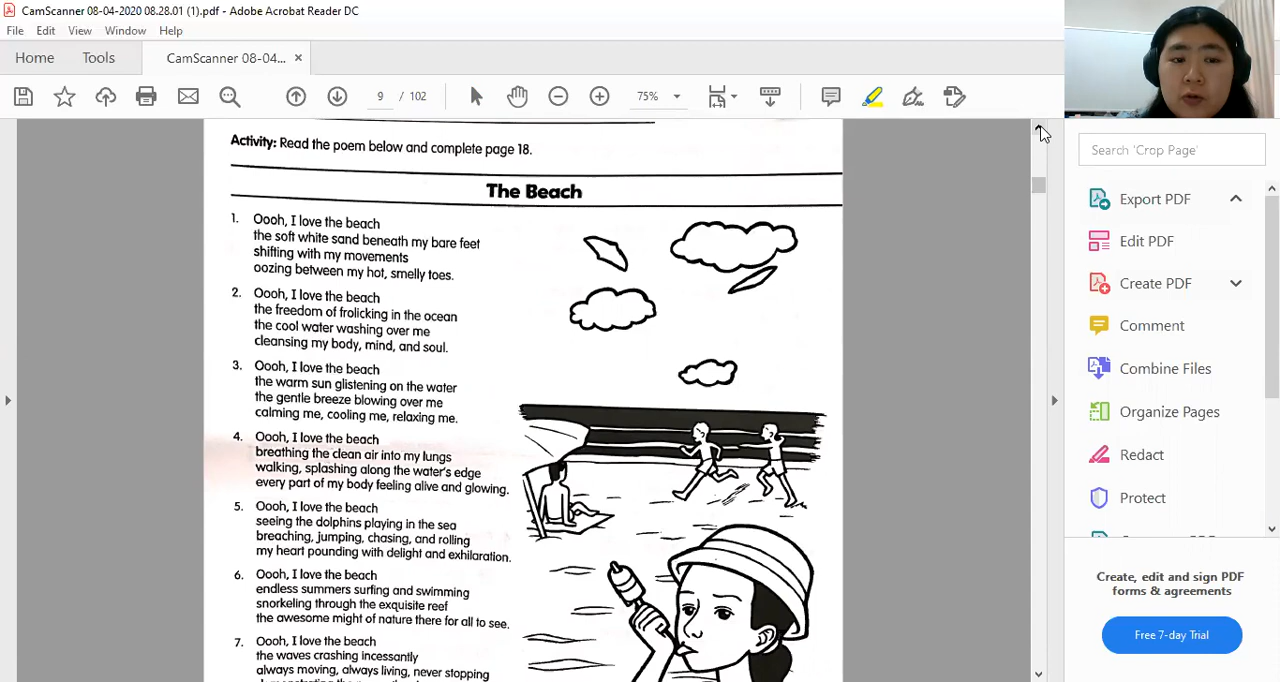 CamScanner 08-04-2020 08.28.01 (1).pdf - Adobe Acrobat Reader DC
File Edit View Window Help
Home Tools CamScanner 08-04... ×
9 / 102 75%
Search 'Crop Page'
Export PDF
Edit PDF
Create PDF
Comment
Combine Files
Organize Pages
Redact
Protect
Create, edit and sign PDF
forms & agreements
Free 7-day Trial
Activity: Read the poem below and complete page 18.
The Beach
1. Oooh, I love the beach
the soft white sand beneath my bare feet
shifting with my movements
oozing between my hot, smelly toes.
2. Oooh, I love the beach
the freedom of frolicking in the ocean
the cool water washing over me
cleansing my body, mind, and soul.
3. Oooh, I love the beach
the warm sun glistening on the water
the gentle breeze blowing over me
calming me, cooling me, relaxing me.
4. Oooh, I love the beach
breathing the clean air into my lungs
walking, splashing along the water's edge
every part of my body feeling alive and glowing.
5. Oooh, I love the beach
seeing the dolphins playing in the sea
breaching, jumping, chasing, and rolling
my heart pounding with delight and exhilaration.
6. Oooh, I love the beach
endless summers surfing and swimming
snorkeling through the exquisite reef
the awesome might of nature there for all to see.
7. Oooh, I love the beach
the waves crashing incessantly
always moving, always living, never stopping